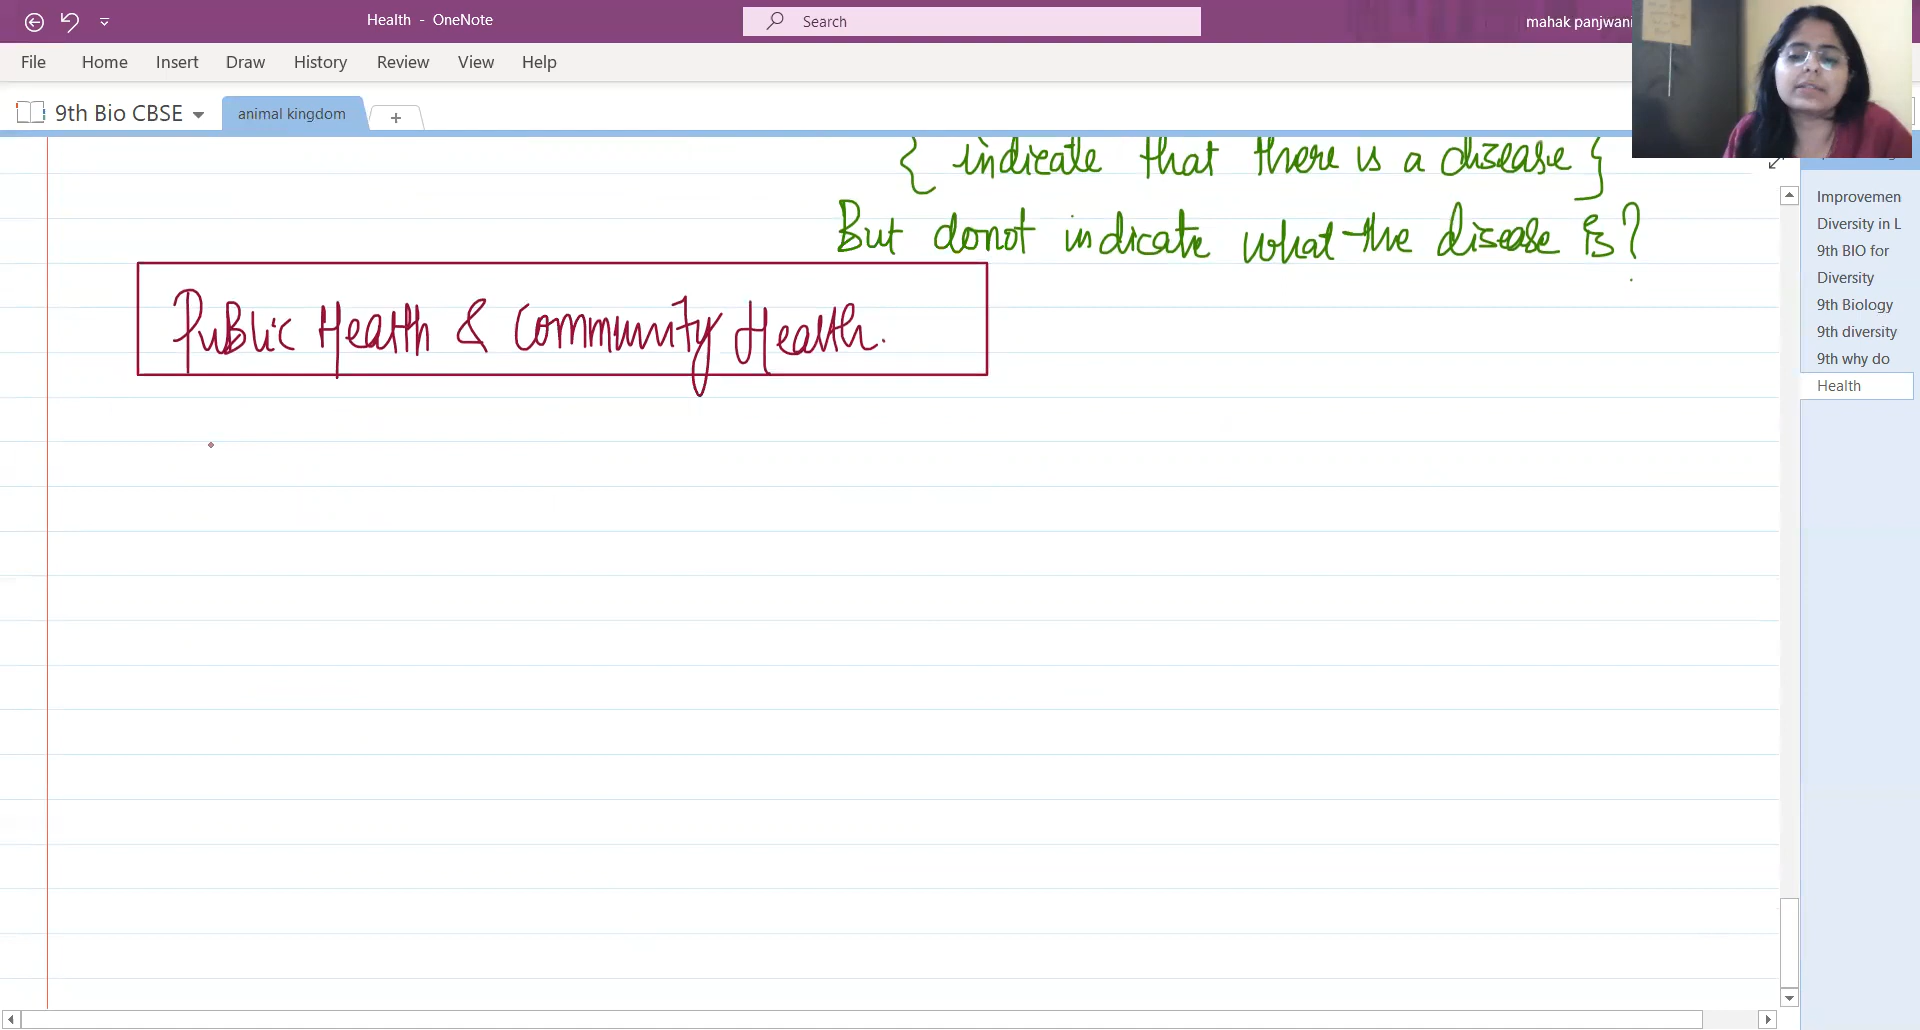 Health - OneNote
Search
mahak panjwani
File Home Insert Draw History Review View Help
9th Bio CBSE
animal kingdom
+
{ indicate that there is a disease }
But donot indicate what the disease is?
Public Health & Community Health.
Improvemen
Diversity in L
9th BIO for
Diversity
9th Biology
9th diversity
9th why do
Health